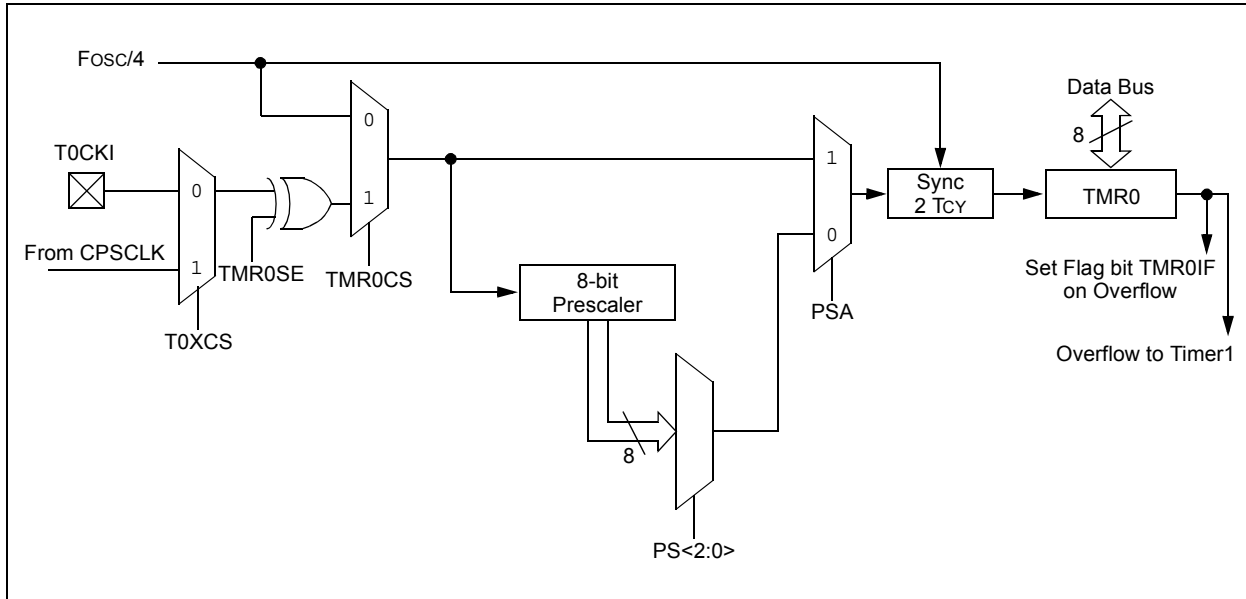 FOSC/4
Data Bus
8
T0CKI
0
1
0
1
From CPSCLK
TMR0SE
TMR0CS
1
0
PSA
Sync
2 TCY
TMR0
T0XCS
8-bit
Prescaler
Set Flag bit TMR0IF
on Overflow
Overflow to Timer1
8
PS<2:0>